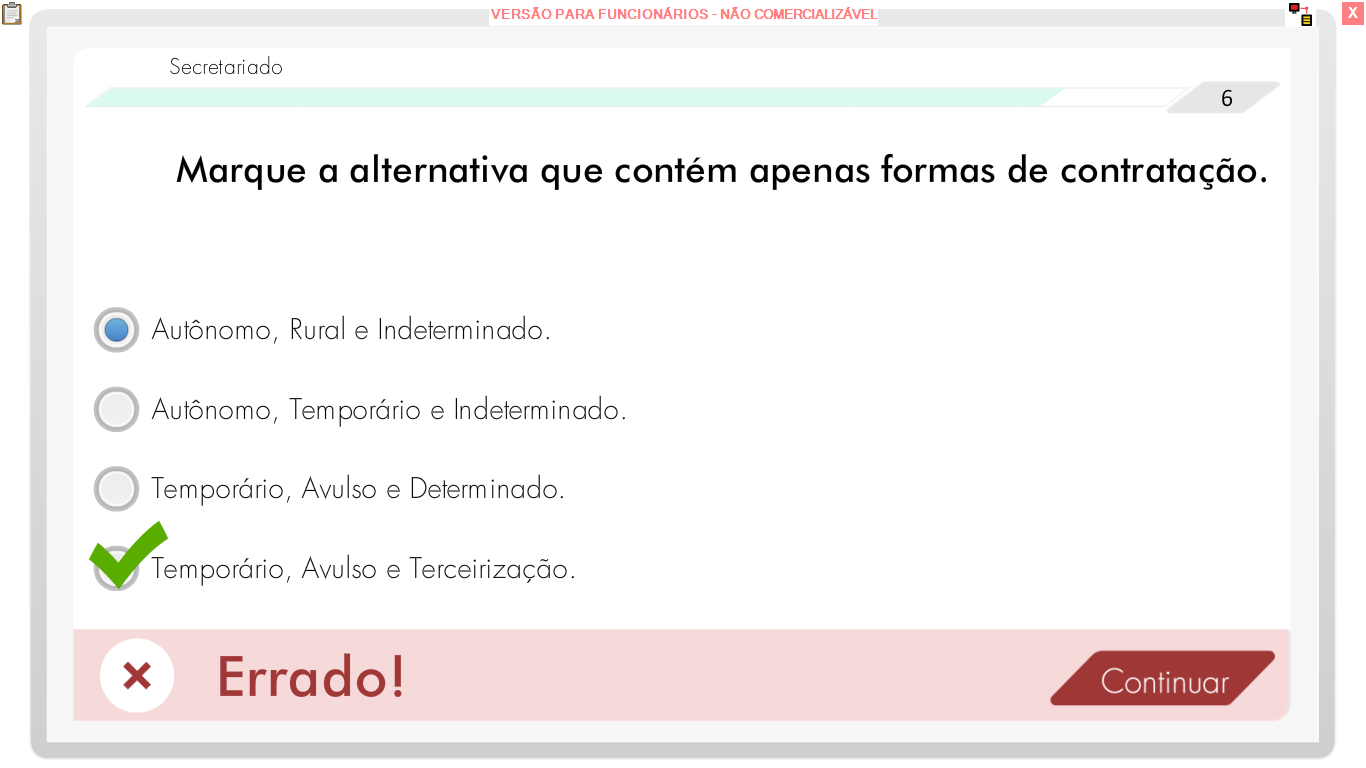 VERSÃO PARA FUNCIONÁRIOS - NÃO COMERCIALIZÁVEL
X
Secretariado
6
Marque a alternativa que contém apenas formas de contratação.
Autônomo, Rural e Indeterminado.
Autônomo, Temporário e Indeterminado.
Temporário, Avulso e Determinado.
Temporário, Avulso e Terceirização.
Errado!
Continuar